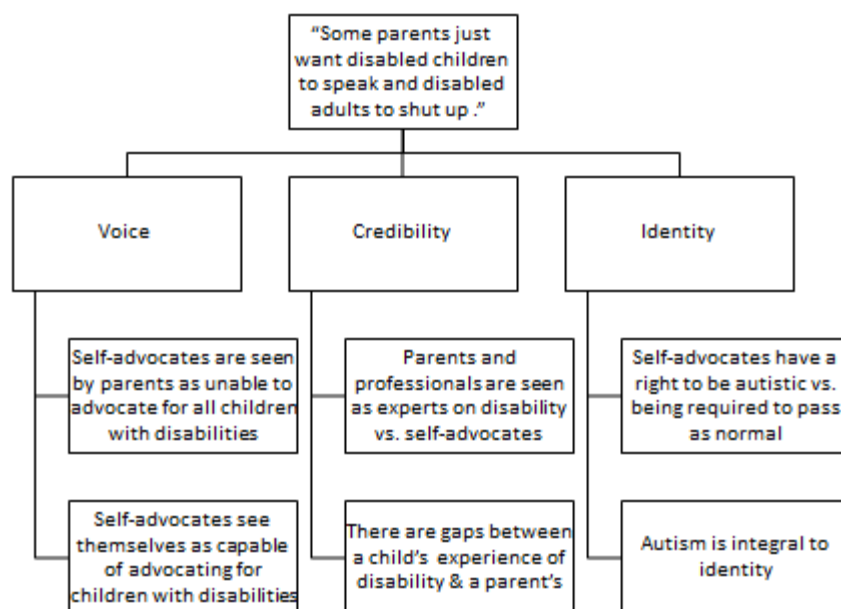 “Some parents just
want disabled children
to speak and disabled
adults to shut up .”
Voice
Credibility
Identity
Self-advocates are seen
by parents as unable to
advocate for all children
with disabilities
Parents and
professionals are seen
as experts on disability
vs. self-advocates
Self-advocates have a
right to be autistic vs.
being required to pass
as normal
Self-advocates see
themselves as capable
of advocating for
children with disabilities
There are gaps between
a child’s experience of
disability & a parent’s
Autism is integral to
identity